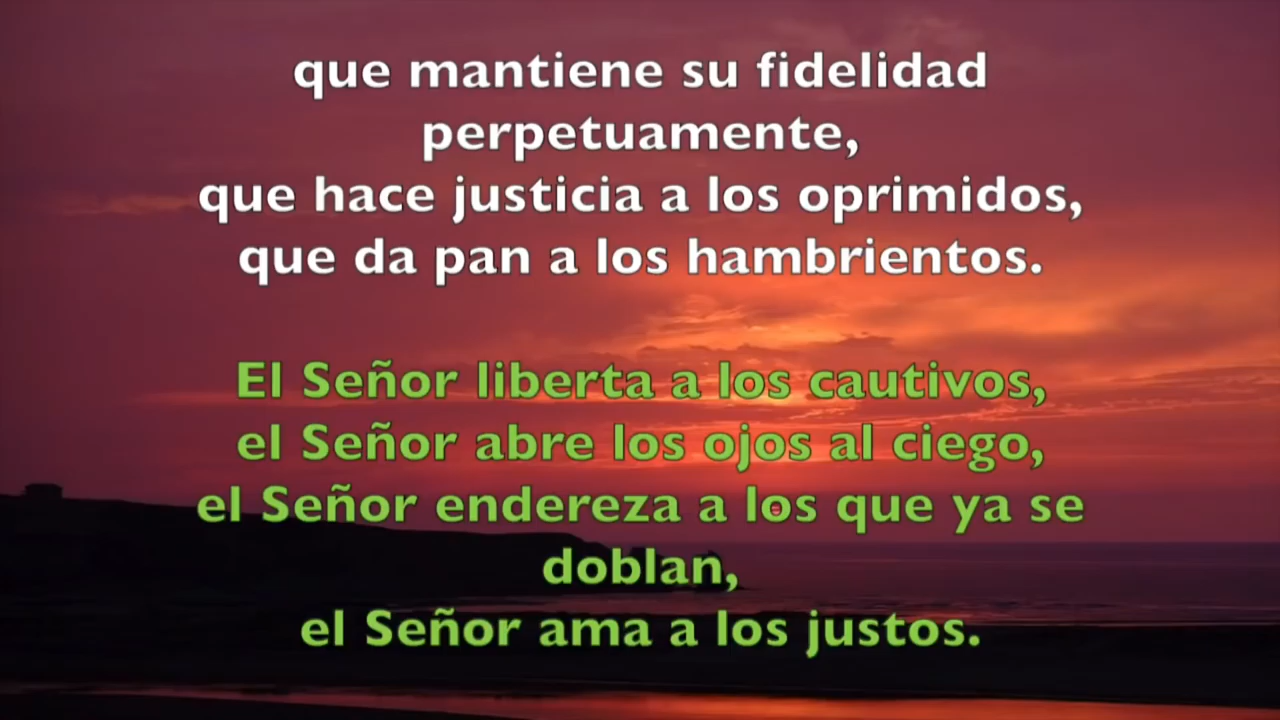 que mantiene su fidelidad
perpetuamente,
que hace justicia a los oprimidos,
que da pan a los hambrientos.
El Señor liberta a los cautivos,
el Señor abre los ojos al ciego,
el Señor endereza a los que ya se
doblan,
el Señor ama a los justos.